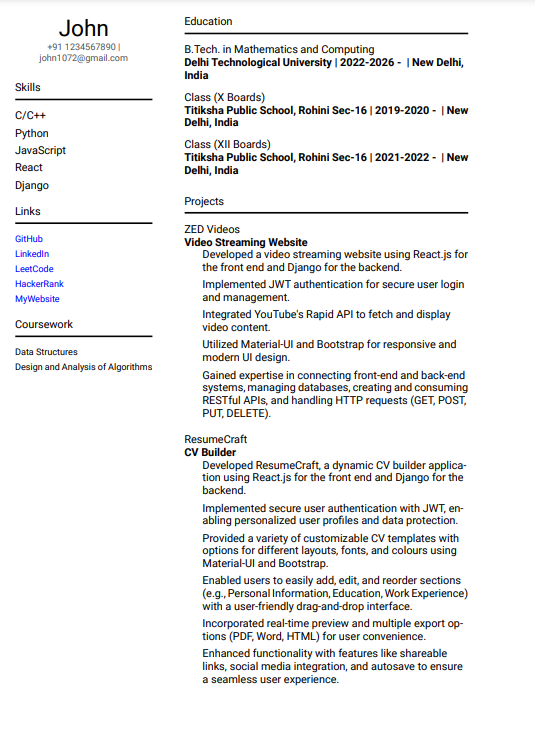 John
+91 1234567890 |
john1072@gmail.com
Skills
C/C++
Python
JavaScript
React
Django
Links
GitHub
LinkedIn
LeetCode
HackerRank
MyWebsite
Coursework
Data Structures
Design and Analysis of Algorithms
Education
B.Tech. in Mathematics and Computing
Delhi Technological University | 2022-2026 - | New Delhi,
India
Class (X Boards)
Titiksha Public School, Rohini Sec-16 | 2019-2020 - | New
Delhi, India
Class (XII Boards)
Titiksha Public School, Rohini Sec-16 | 2021-2022 - | New
Delhi, India
Projects
ZED Videos
Video Streaming Website
Developed a video streaming website using React.js for
the front end and Django for the backend.
Implemented JWT authentication for secure user login
and management.
Integrated YouTube's Rapid API to fetch and display
video content.
Utilized Material-UI and Bootstrap for responsive and
modern UI design.
Gained expertise in connecting front-end and back-end
systems, managing databases, creating and consuming
RESTful APIs, and handling HTTP requests (GET, POST,
PUT, DELETE).
ResumeCraft
CV Builder
Developed ResumeCraft, a dynamic CV builder applica-
tion using React.js for the front end and Django for the
backend.
Implemented secure user authentication with JWT, en-
abling personalized user profiles and data protection.
Provided a variety of customizable CV templates with
options for different layouts, fonts, and colours using
Material-UI and Bootstrap.
Enabled users to easily add, edit, and reorder sections
(e.g., Personal Information, Education, Work Experience)
with a user-friendly drag-and-drop interface.
Incorporated real-time preview and multiple export op-
tions (PDF, Word, HTML) for user convenience.
Enhanced functionality with features like shareable
links, social media integration, and autosave to ensure
a seamless user experience.